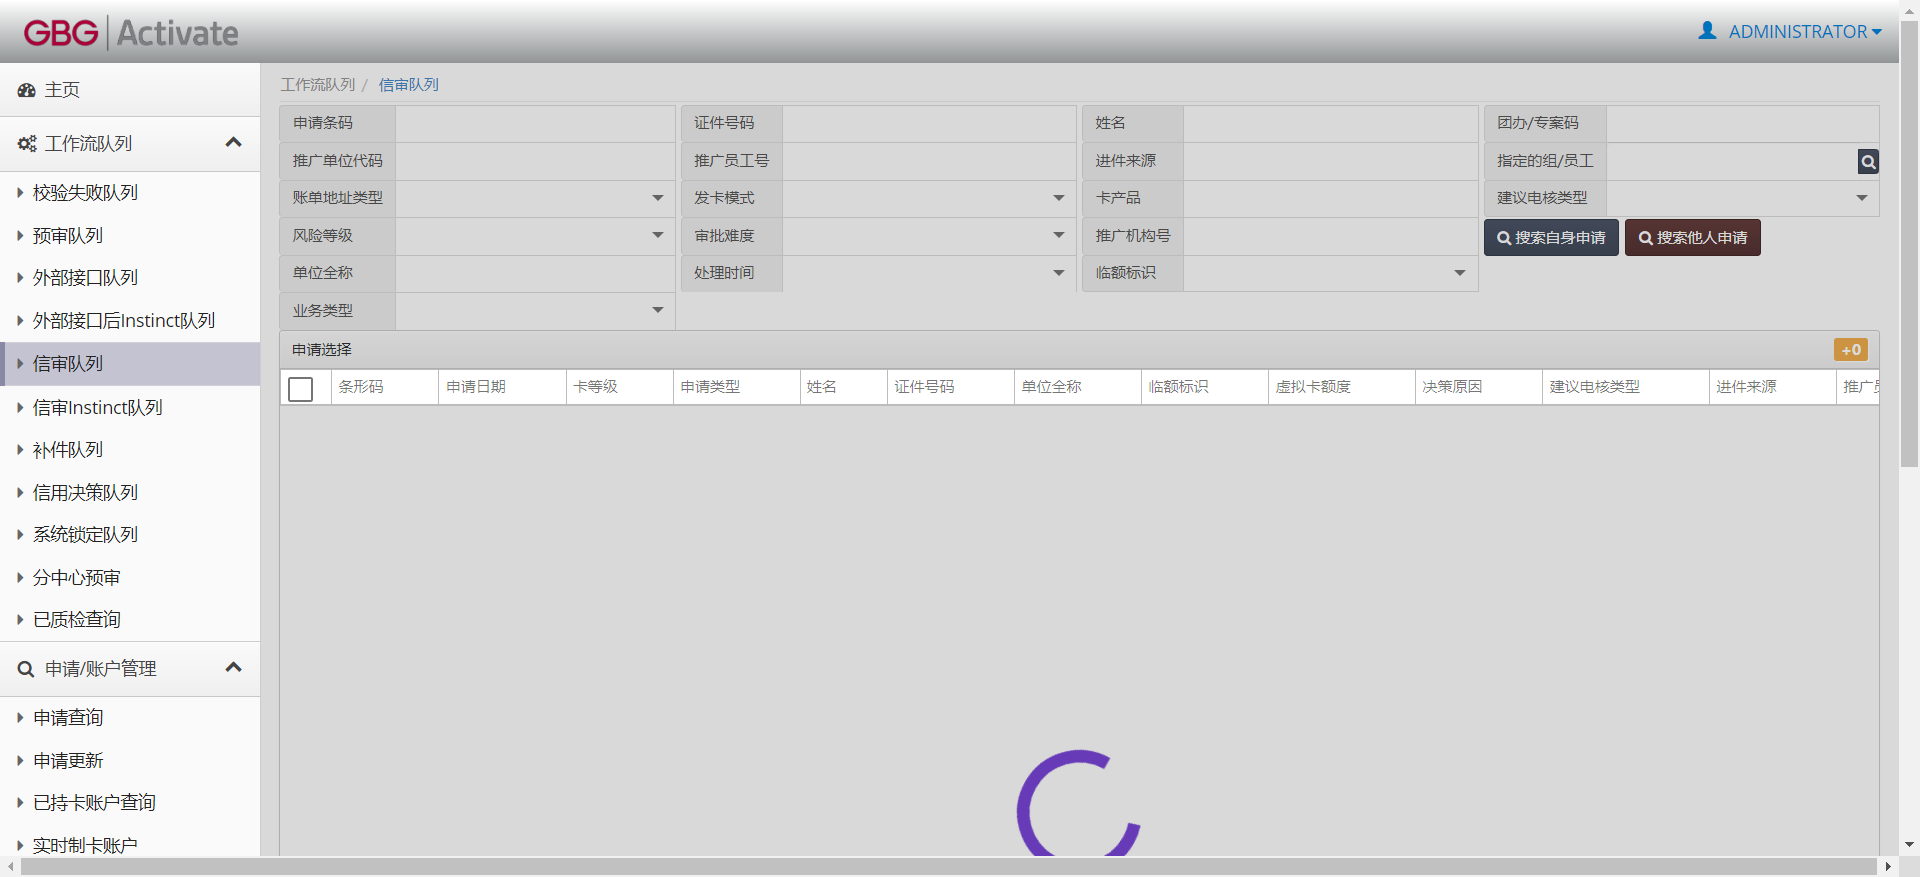 GBG Activate
ADMINISTRATOR
主页
工作流队列
校验失败队列
预审队列
外部接口队列
外部接口后Instinct队列
信审队列
信审Instinct队列
补件队列
信用决策队列
系统锁定队列
分中心预审
已质检查询
申请/账户管理
申请查询
申请更新
已持卡账户查询
实时制卡账户
工作流队列 / 信审队列
申请条码 证件号码 姓名 团办/专案码
推广单位代码 推广员工号 进件来源 指定的组/员工
账单地址类型 发卡模式 卡产品 建议电核类型
风险等级 审批难度 推广机构号 搜索自身申请 搜索他人申请
单位全称 处理时间 临额标识
业务类型
申请选择 +0
条形码 申请日期 卡等级 申请类型 姓名 证件号码 单位全称 临额标识 虚拟卡额度 决策原因 建议电核类型 进件来源 推广